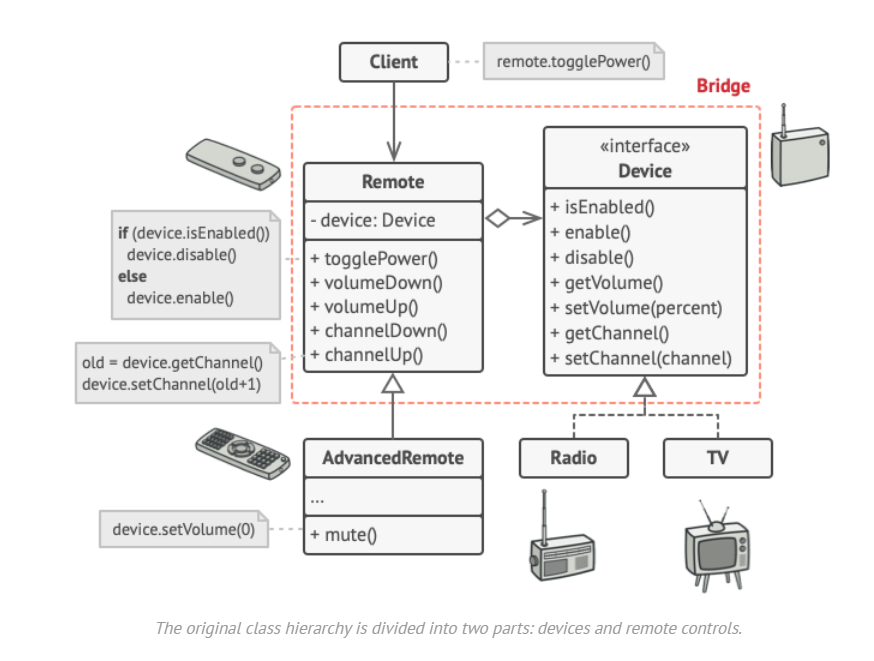 Client
remote.togglePower()
Bridge
Remote
- device: Device
+ togglePower()
+ volumeDown()
+ volumeUp()
+ channelDown()
+ channelUp()
«interface»
Device
+ isEnabled()
+ enable()
+ disable()
+ getVolume()
+ setVolume(percent)
+ getChannel()
+ setChannel(channel)
if (device.isEnabled())
device.disable()
else
device.enable()
old = device.getChannel()
device.setChannel(old+1)
AdvancedRemote
...
+ mute()
device.setVolume(0)
Radio
TV
The original class hierarchy is divided into two parts: devices and remote controls.